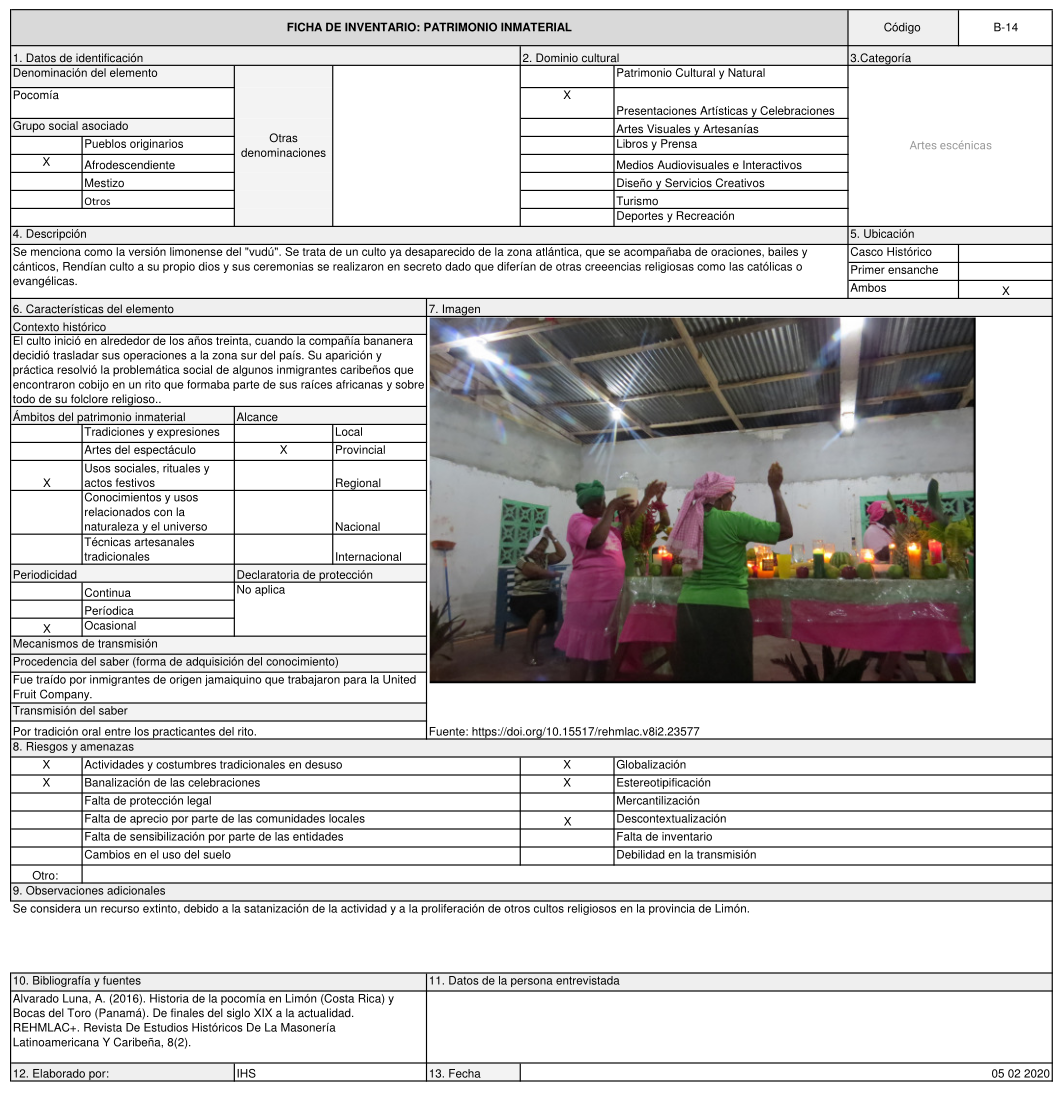 FICHA DE INVENTARIO: PATRIMONIO INMATERIAL
Código
B-14
1. Datos de identificación
2. Dominio cultural
3.Categoría
Denominación del elemento
Pocomía
Grupo social asociado
Pueblos originarios
X Afrodescendiente
Mestizo
Otros
Otras
denominaciones
Patrimonio Cultural y Natural
X Presentaciones Artísticas y Celebraciones
Artes Visuales y Artesanías
Libros y Prensa
Medios Audiovisuales e Interactivos
Diseño y Servicios Creativos
Turismo
Deportes y Recreación
Artes escénicas
4. Descripción
Se menciona como la versión limonense del "vudú". Se trata de un culto ya desaparecido de la zona atlántica, que se acompañaba de oraciones, bailes y
cánticos, Rendían culto a su propio dios y sus ceremonias se realizaron en secreto dado que diferían de otras creeencias religiosas como las católicas o
evangélicas.
5. Ubicación
Casco Histórico
Primer ensanche
Ambos X
6. Características del elemento
Contexto histórico
El culto inició en alrededor de los años treinta, cuando la compañía bananera
decidió trasladar sus operaciones a la zona sur del país. Su aparición y
práctica resolvió la problemática social de algunos inmigrantes caribeños que
encontraron cobijo en un rito que formaba parte de sus raíces africanas y sobre
todo de su folclore religioso..
Ámbitos del patrimonio inmaterial
Alcance
Tradiciones y expresiones
Local
Artes del espectáculo
X Provincial
X Usos sociales, rituales y
actos festivos
Regional
Conocimientos y usos
relacionados con la
naturaleza y el universo
Nacional
Técnicas artesanales
tradicionales
Internacional
Periodicidad
Declaratoria de protección
Continua
No aplica
Períodica
X Ocasional
Mecanismos de transmisión
Procedencia del saber (forma de adquisición del conocimiento)
Fue traído por inmigrantes de origen jamaiquino que trabajaron para la United
Fruit Company.
Transmisión del saber
Por tradición oral entre los practicantes del rito.
7. Imagen
Fuente: https://doi.org/10.15517/rehmlac.v8i2.23577
8. Riesgos y amenazas
X Actividades y costumbres tradicionales en desuso
X Globalización
X Banalización de las celebraciones
X Estereotipificación
Falta de protección legal
Mercantilización
Falta de aprecio por parte de las comunidades locales
X Descontextualización
Falta de sensibilización por parte de las entidades
Falta de inventario
Cambios en el uso del suelo
Debilidad en la transmisión
Otro:
9. Observaciones adicionales
Se considera un recurso extinto, debido a la satanización de la actividad y a la proliferación de otros cultos religiosos en la provincia de Limón.
10. Bibliografía y fuentes
Alvarado Luna, A. (2016). Historia de la pocomía en Limón (Costa Rica) y
Bocas del Toro (Panamá). De finales del siglo XIX a la actualidad.
REHMLAC+. Revista De Estudios Históricos De La Masonería
Latinoamericana Y Caribeña, 8(2).
11. Datos de la persona entrevistada
12. Elaborado por:
IHS
13. Fecha
05 02 2020